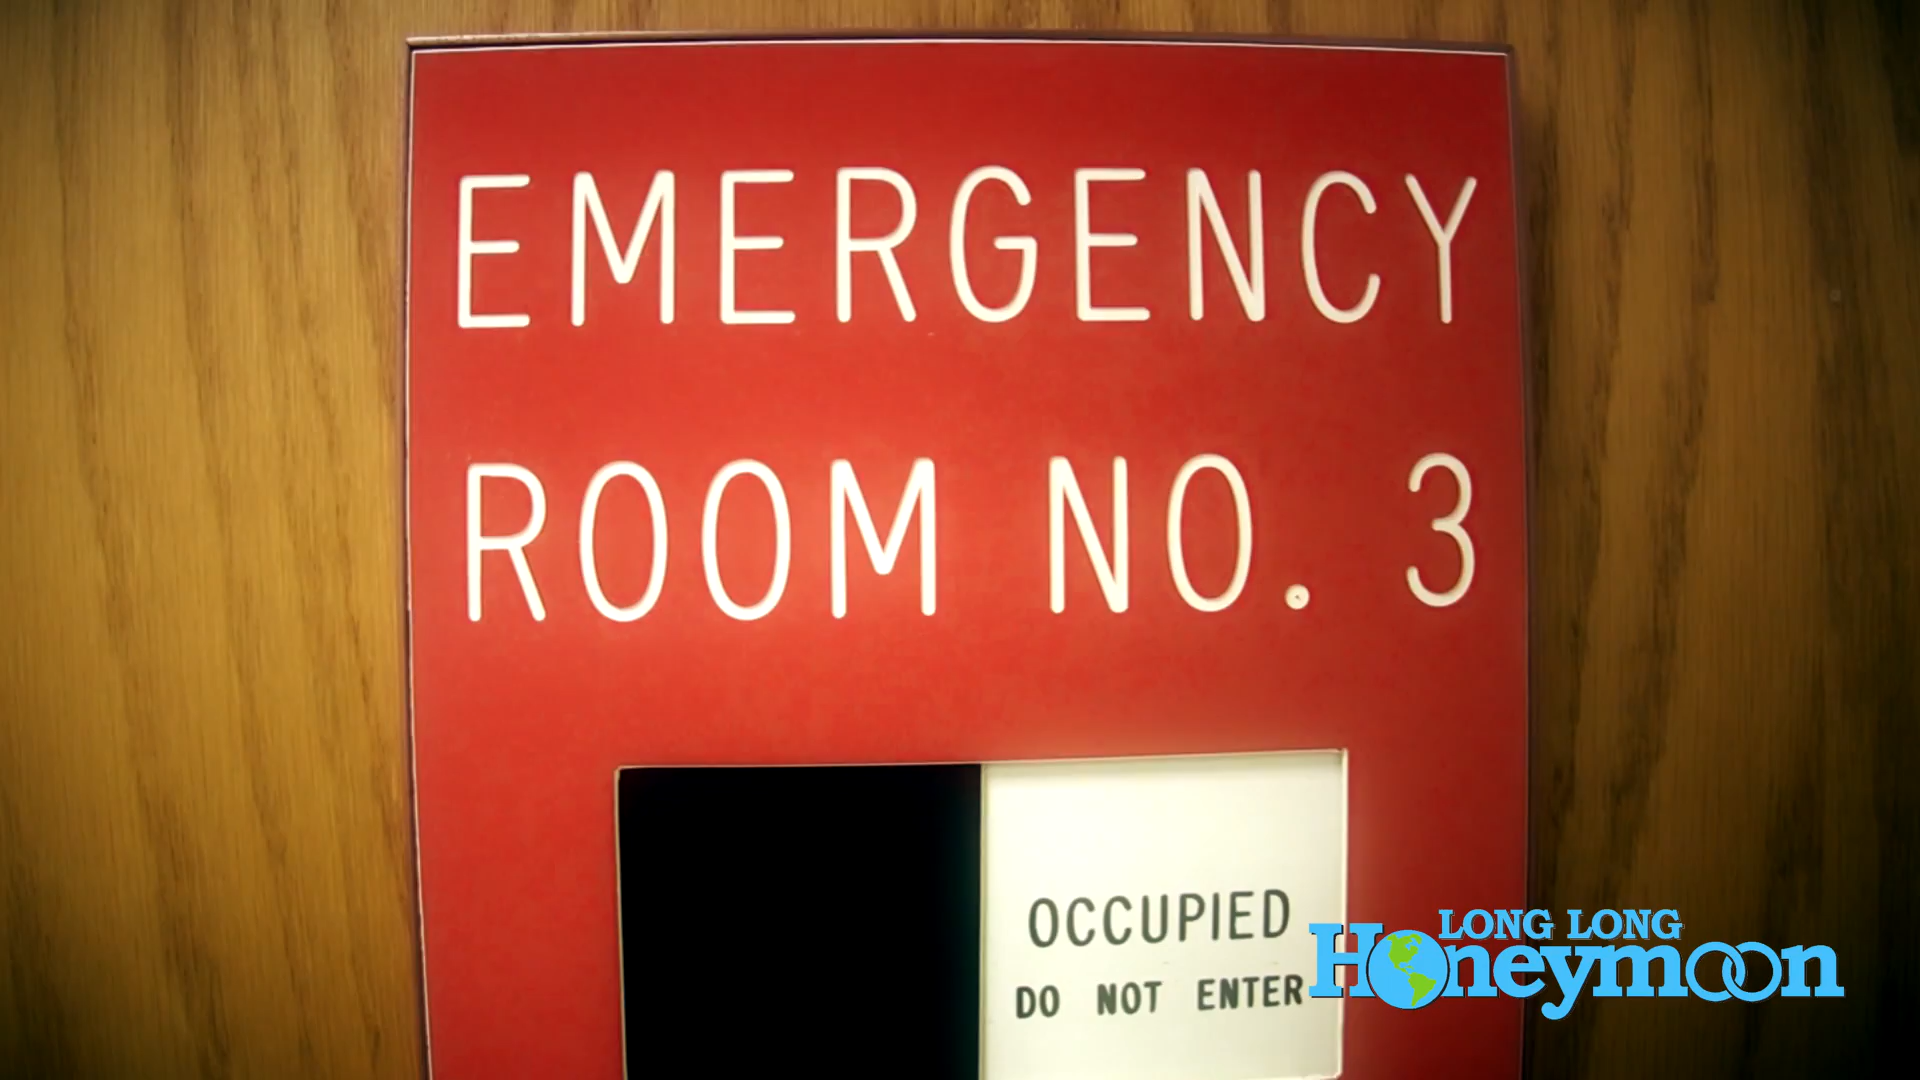 EMERGENCY
ROOM NO. 3
OCCUPIED
DO NOT ENTER
LONG LONG
Honeymoon